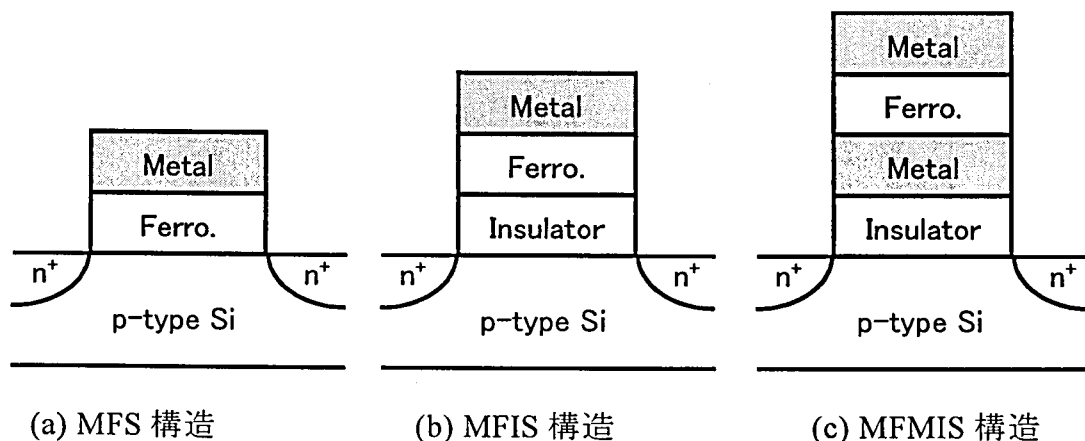 Metal
Ferro.
n⁺
n⁺
p-type Si
(a) MFS 構造
Metal
Ferro.
Insulator
n⁺
n⁺
p-type Si
(b) MFIS 構造
Metal
Ferro.
Metal
Insulator
n⁺
n⁺
p-type Si
(c) MFMIS 構造